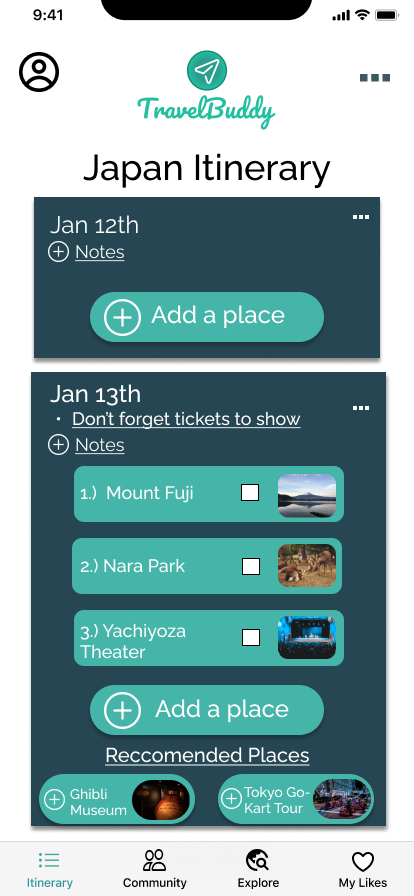 9:41
TravelBuddy
Japan Itinerary
Jan 12th
Notes
Add a place
Jan 13th
• Don't forget tickets to show
Notes
1.) Mount Fuji
2.) Nara Park
3.) Yachiyoza
Theater
Add a place
Reccomended Places
Ghibli
Museum
Tokyo Go-
Kart Tour
Itinerary
Community
Explore
My Likes